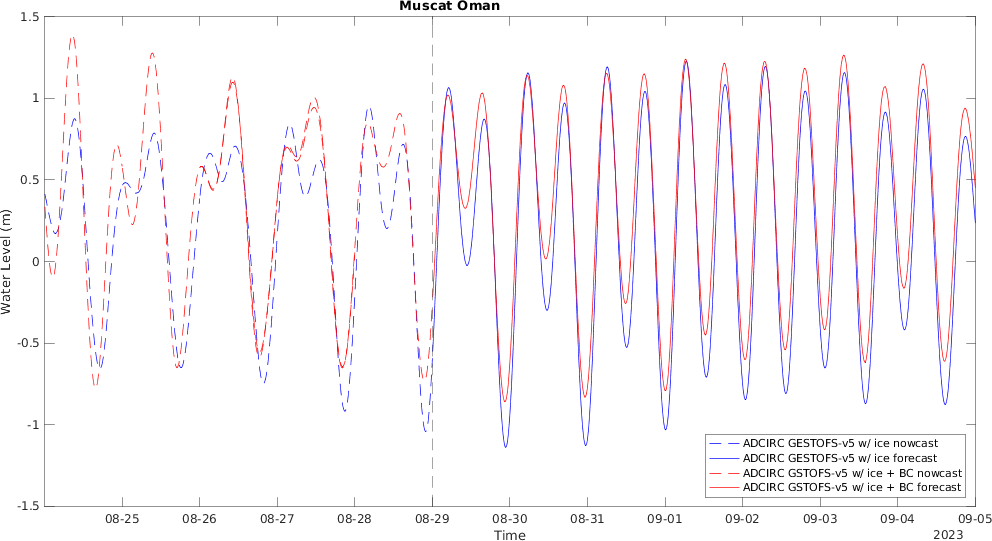 Muscat Oman
1.5
1
0.5
0
-0.5
-1
-1.5
Water Level (m)
08-25 08-26 08-27 08-28 08-29 08-30 08-31 09-01 09-02 09-03 09-04 09-05
Time
2023
ADCIRC GESTOFS-v5 w/ ice nowcast
ADCIRC GESTOFS-v5 w/ ice forecast
ADCIRC GSTOFS-v5 w/ ice + BC nowcast
ADCIRC GSTOFS-v5 w/ ice + BC forecast